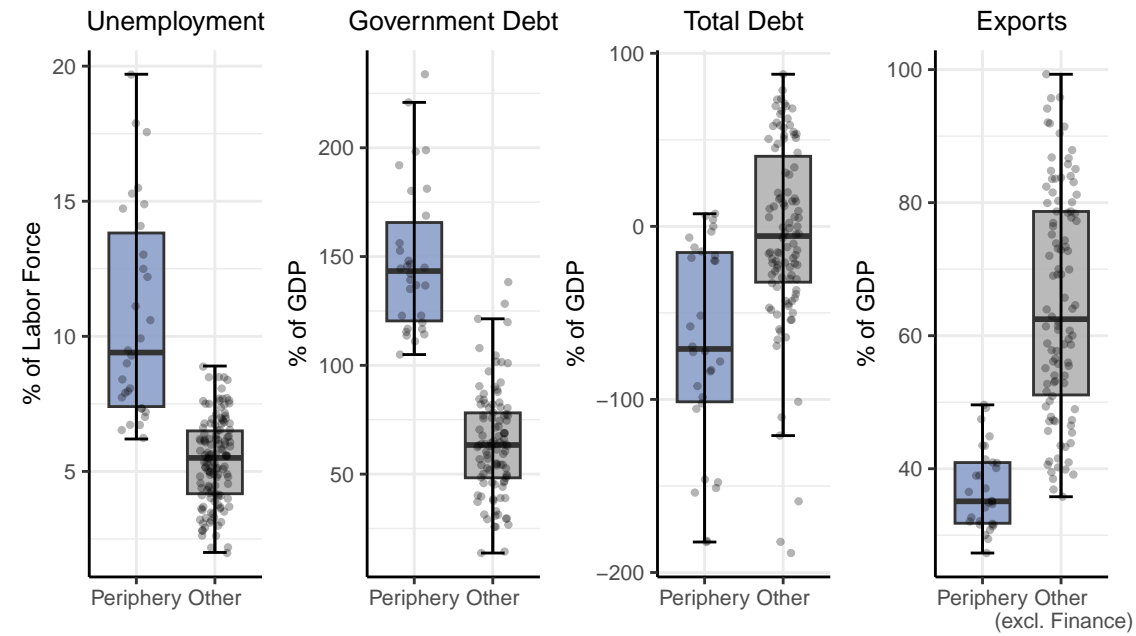 Unemployment
Government Debt
Total Debt
Exports
% of Labor Force
20
15
10
5
Periphery Other
% of GDP
200
150
100
50
Periphery Other
% of GDP
100
0
−100
−200
Periphery Other
% of GDP
100
80
60
40
Periphery Other
(excl. Finance)